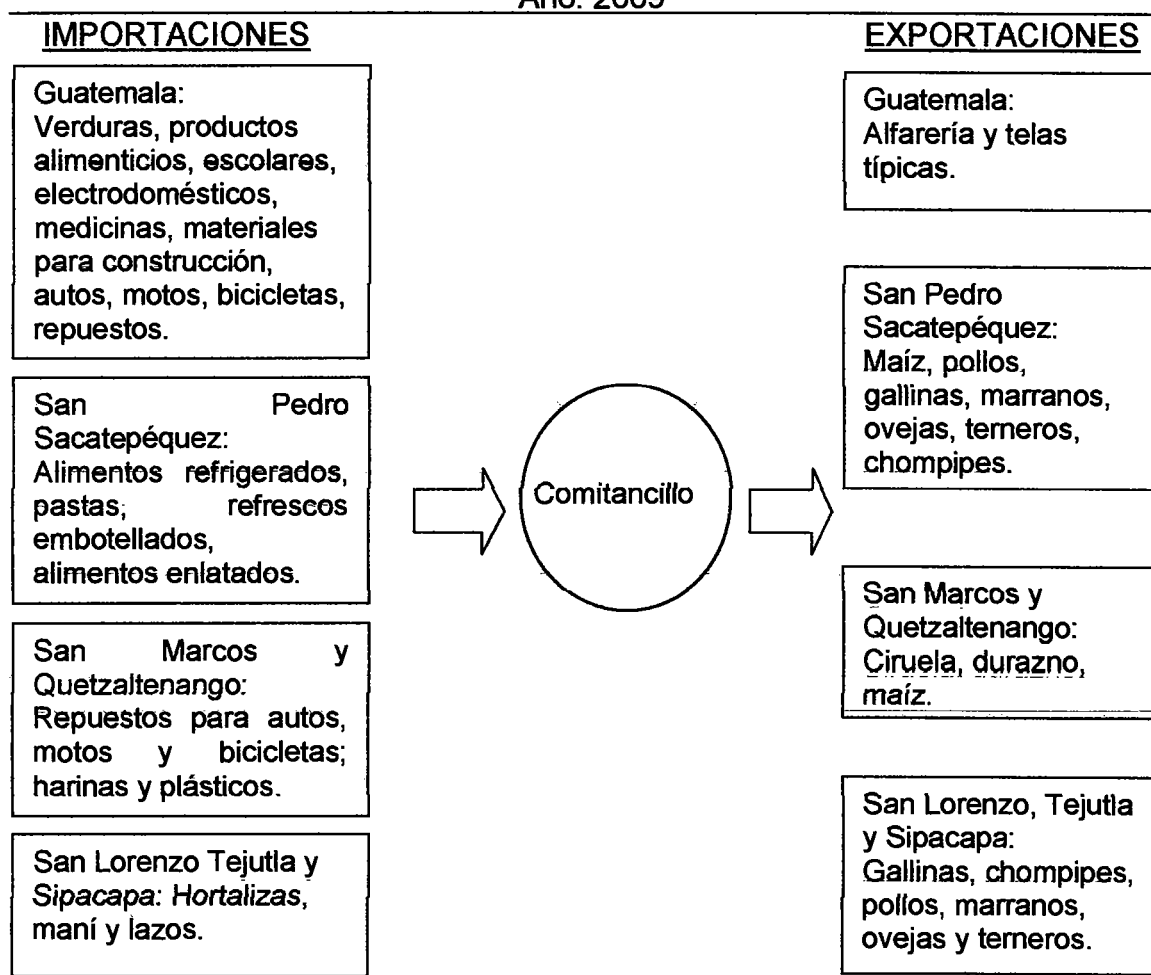 Año: 2005
IMPORTACIONES
Guatemala:
Verduras, productos
alimenticios, escolares,
electrodomésticos,
medicinas, materiales
para construcción,
autos, motos, bicicletas,
repuestos.
San Pedro
Sacatepéquez:
Alimentos refrigerados,
pastas; refrescos
embotellados,
alimentos enlatados.
San Marcos y
Quetzaltenango:
Repuestos para autos,
motos y bicicletas;
harinas y plásticos.
San Lorenzo Tejutla y
Sipacapa: Hortalizas,
maní y lazos.
Comitancillo
EXPORTACIONES
Guatemala:
Alfarería y telas
típicas.
San Pedro
Sacatepéquez:
Maíz, pollos,
gallinas, marranos,
ovejas, terneros,
chompipes.
San Marcos y
Quetzaltenango:
Ciruela, durazno,
maíz.
San Lorenzo, Tejutla
y Sipacapa:
Gallinas, chompipes,
pollos, marranos,
ovejas y terneros.